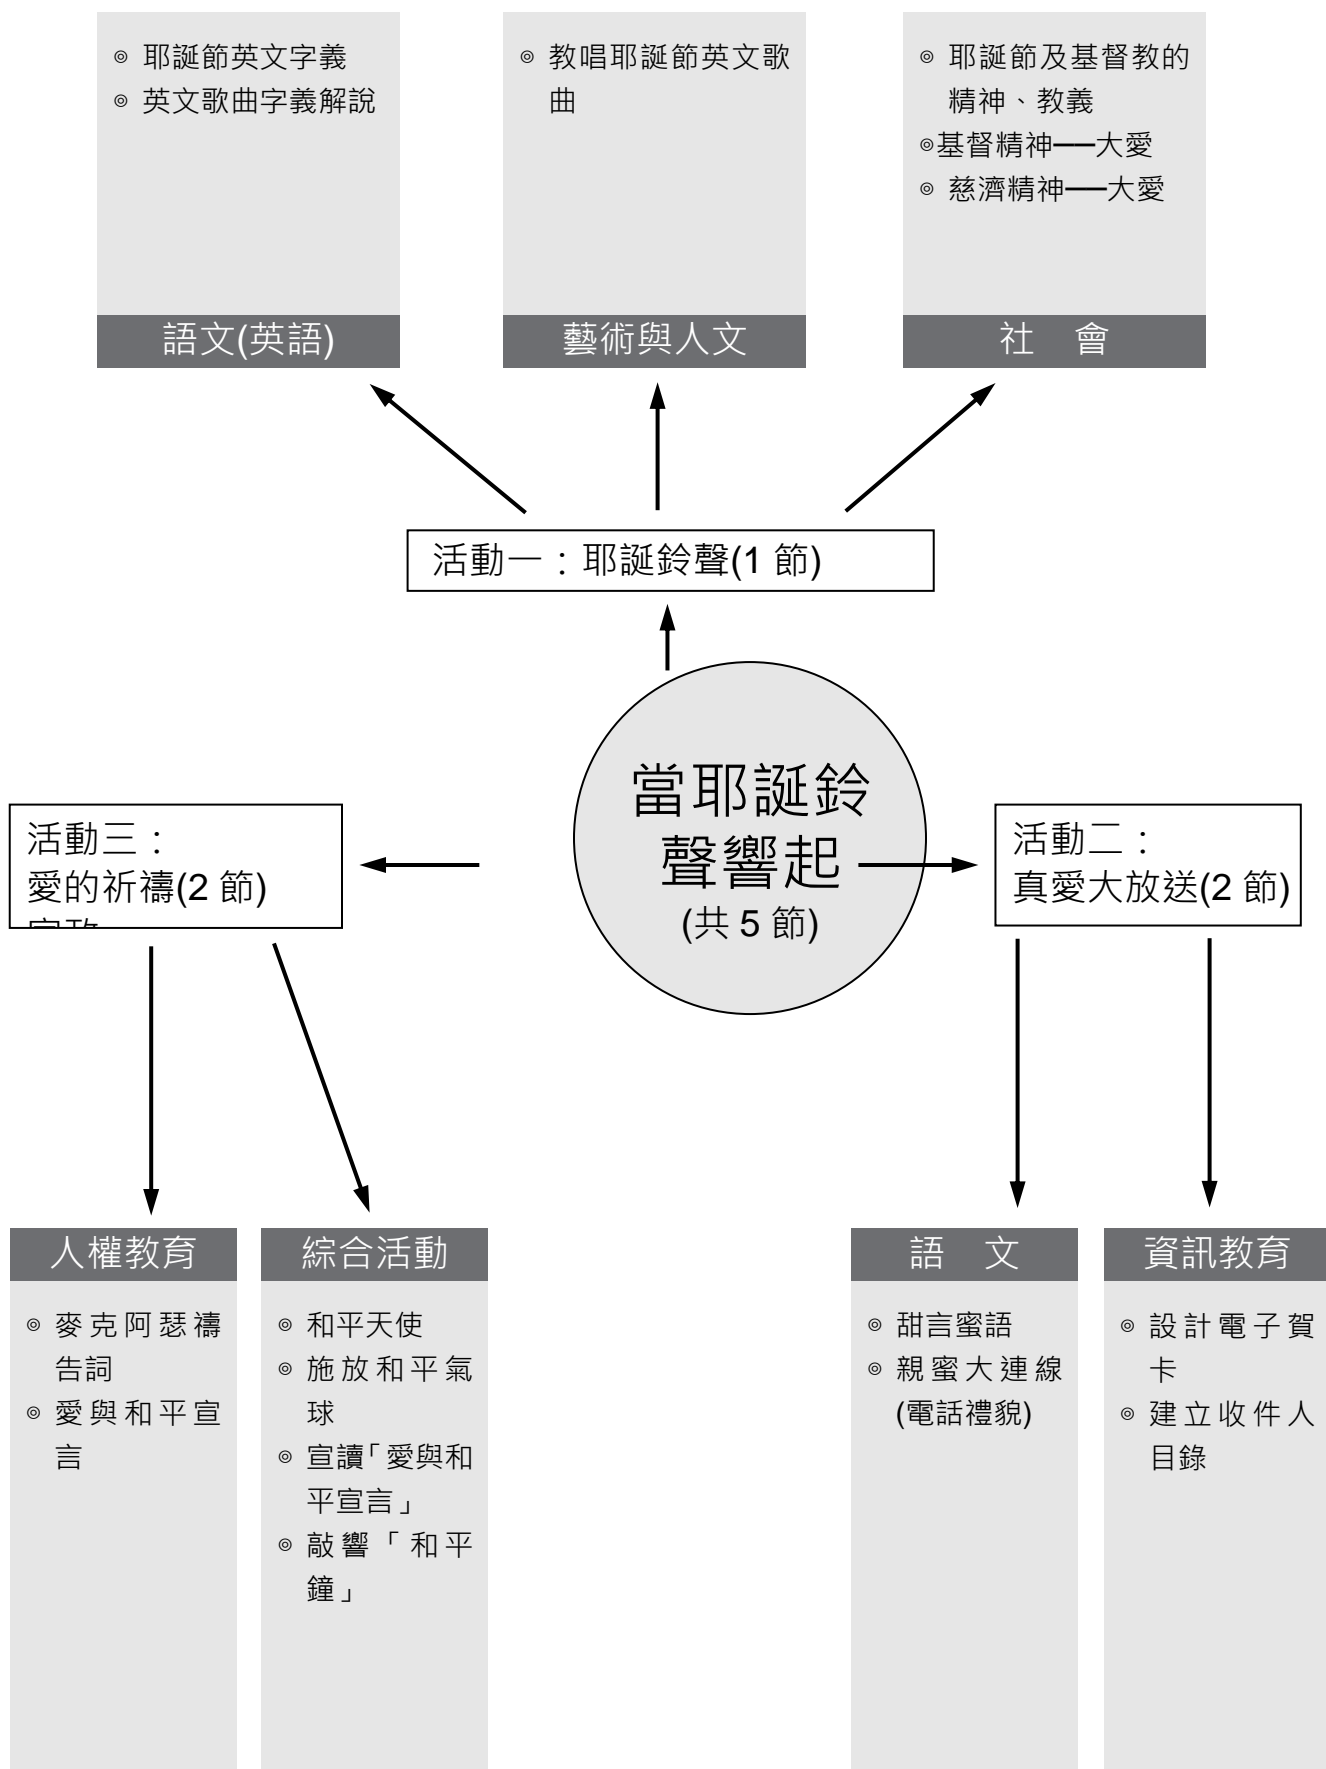 ◎ 耶誕節英文字義
◎ 英文歌曲字義解說
語文(英語)
◎ 教唱耶誕節英文歌
曲
藝術與人文
◎ 耶誕節及基督教的
精神、教義
◎基督精神──大愛
◎ 慈濟精神──大愛
社 會
活動一：耶誕鈴聲(1 節)
當耶誕鈴
聲響起
(共 5 節)
活動三：
愛的祈禱(2 節)
活動二：
真愛大放送(2 節)
人權教育
◎ 麥克阿瑟禱
告詞
◎ 愛與和平宣
言
綜合活動
◎ 和平天使
◎ 施放和平氣
球
◎ 宣讀「愛與和
平宣言」
◎ 敲響「和平
鐘」
語 文
◎ 甜言蜜語
◎ 親蜜大連線
(電話禮貌)
資訊教育
◎ 設計電子賀
卡
◎ 建立收件人
目錄